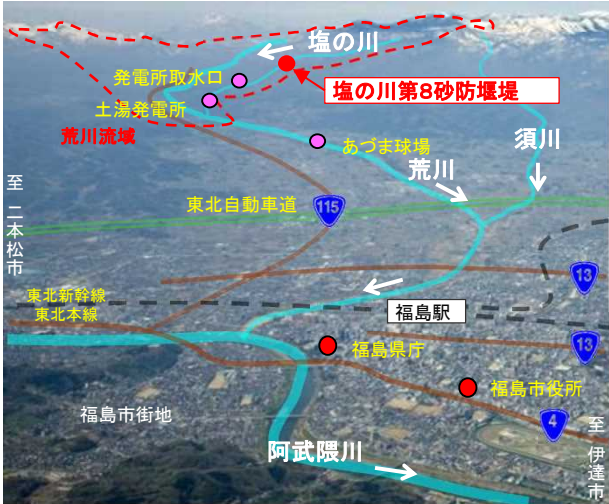 塩の川
発電所取水口
塩の川第8砂防堰堤
土湯発電所
荒川流域
あづま球場
須川
荒川
至 二本松市
東北自動車道
115
13
東北新幹線
東北本線
福島駅
13
福島県庁
福島市役所
福島市街地
4
至 伊達市
阿武隈川